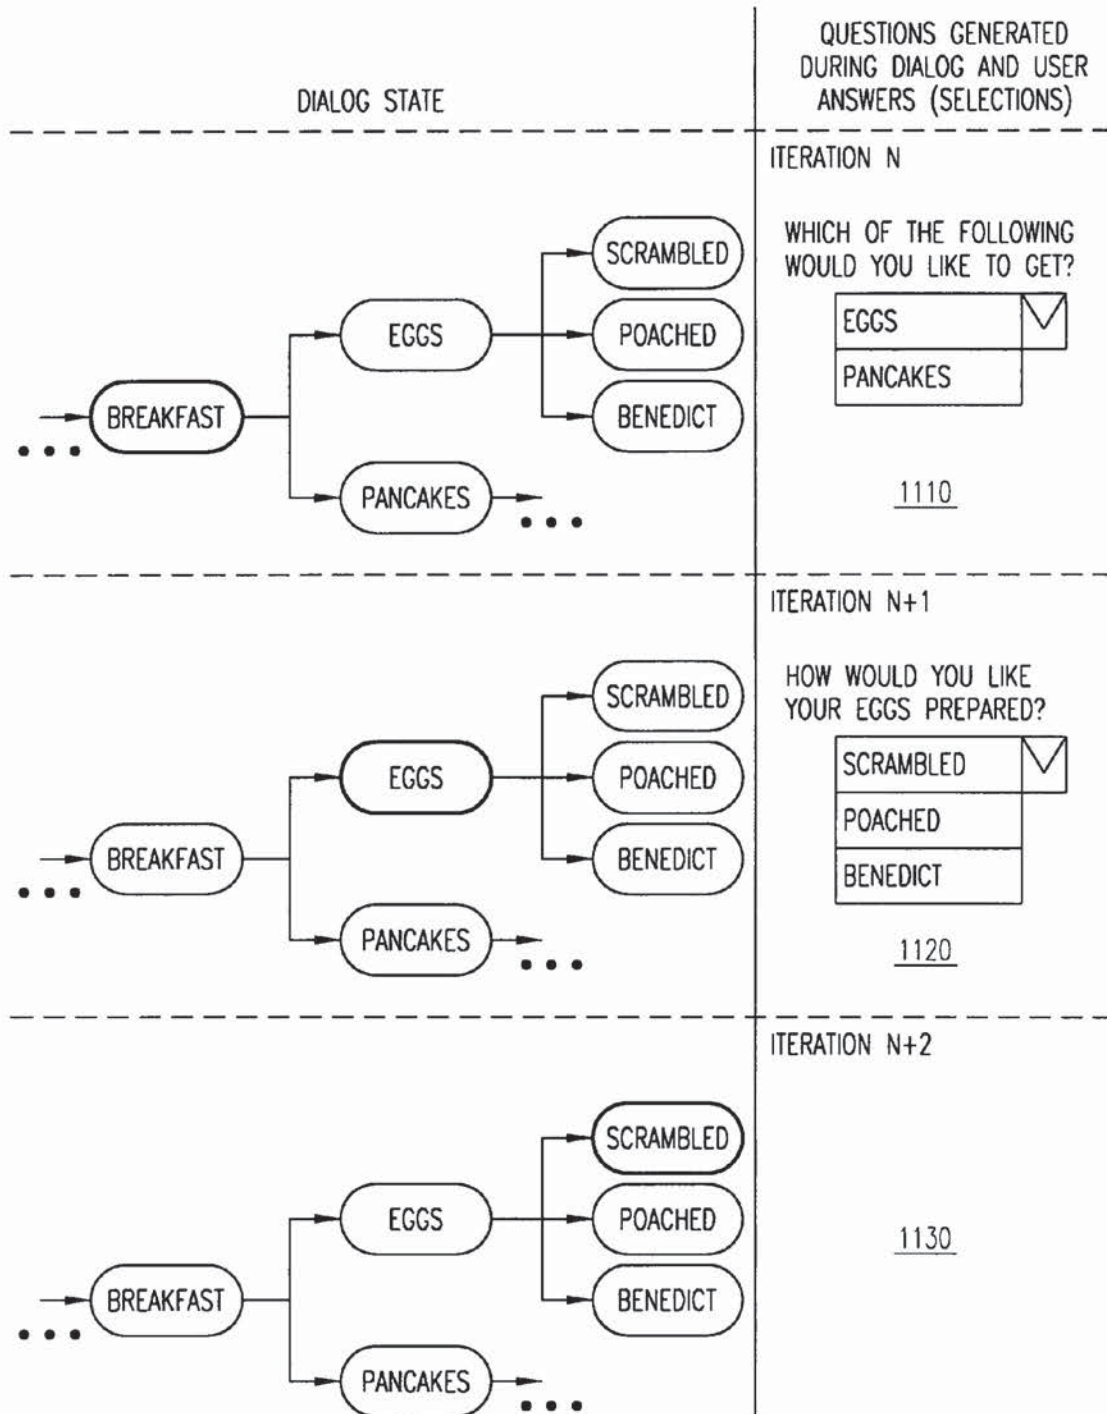 DIALOG STATE
QUESTIONS GENERATED
DURING DIALOG AND USER
ANSWERS (SELECTIONS)
ITERATION N
SCRAMBLED
EGGS
POACHED
BREAKFAST
BENEDICT
PANCAKES
WHICH OF THE FOLLOWING
WOULD YOU LIKE TO GET?
EGGS
PANCAKES
1110
ITERATION N+1
SCRAMBLED
EGGS
POACHED
BREAKFAST
BENEDICT
PANCAKES
HOW WOULD YOU LIKE
YOUR EGGS PREPARED?
SCRAMBLED
POACHED
BENEDICT
1120
ITERATION N+2
SCRAMBLED
EGGS
POACHED
BREAKFAST
BENEDICT
PANCAKES
1130